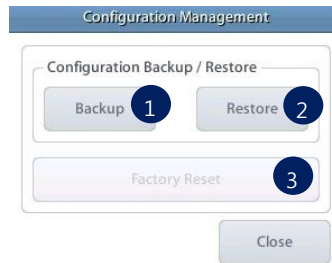 Configuration Management
Configuration Backup / Restore
Backup 1 Restore 2
Factory Reset 3
Close